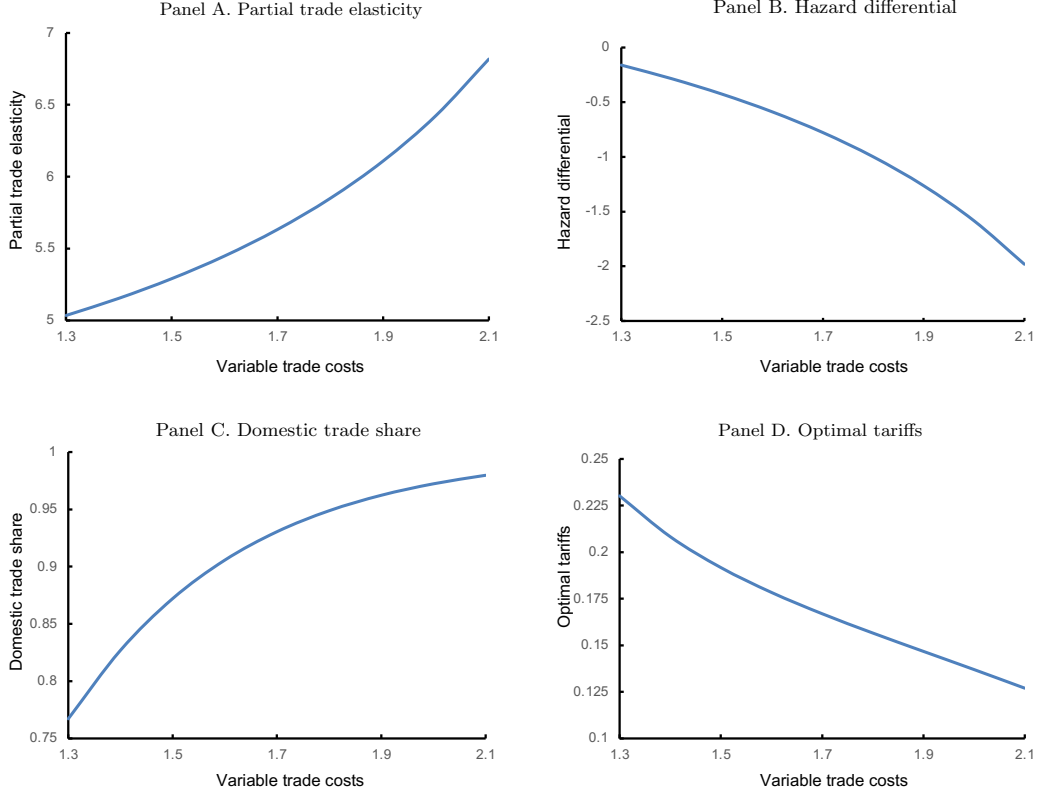 Panel A. Partial trade elasticity
7
6.5
6
5.5
5
Partial trade elasticity
1.3 1.5 1.7 1.9 2.1
Variable trade costs
Panel B. Hazard differential
0
-0.5
-1
-1.5
-2
-2.5
Hazard differential
1.3 1.5 1.7 1.9 2.1
Variable trade costs
Panel C. Domestic trade share
1
0.95
0.9
0.85
0.8
0.75
Domestic trade share
1.3 1.5 1.7 1.9 2.1
Variable trade costs
Panel D. Optimal tariffs
0.25
0.225
0.2
0.175
0.15
0.125
0.1
Optimal tariffs
1.3 1.5 1.7 1.9 2.1
Variable trade costs